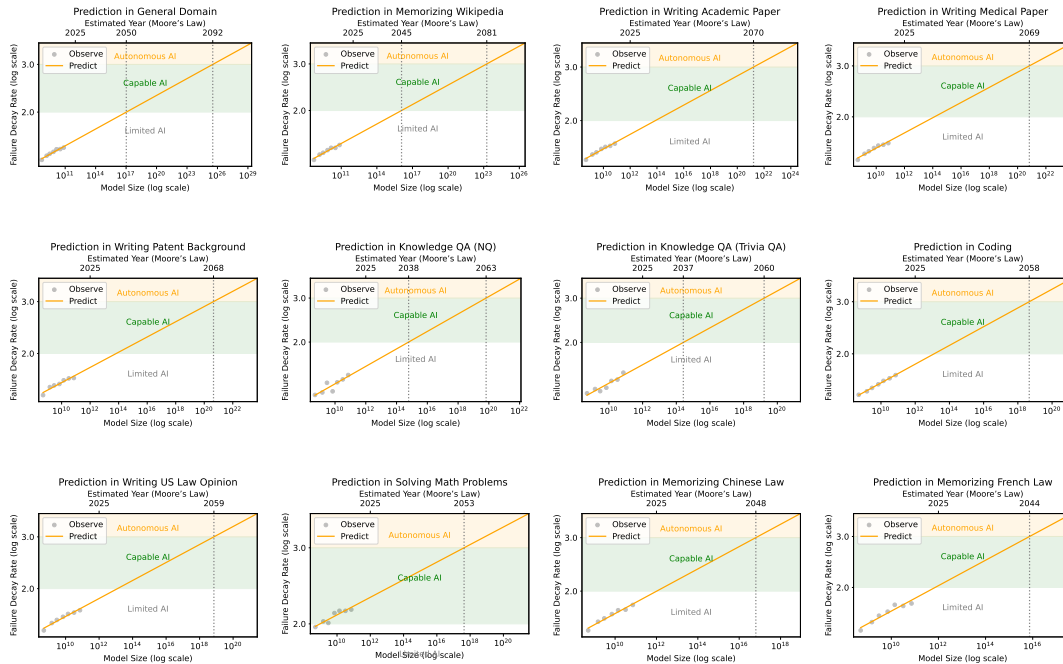 Prediction in General Domain
Estimated Year (Moore's Law)
2025 2050 2092
Failure Decay Rate (log scale)
3.0
2.0
Observe
Predict
Autonomous AI
Capable AI
Limited AI
10^11 10^14 10^17 10^20 10^23 10^26 10^29
Model Size (log scale)
Prediction in Memorizing Wikipedia
Estimated Year (Moore's Law)
2025 2045 2081
Failure Decay Rate (log scale)
3.0
2.0
Observe
Predict
Autonomous AI
Capable AI
Limited AI
10^11 10^14 10^17 10^20 10^23 10^26
Model Size (log scale)
Prediction in Writing Academic Paper
Estimated Year (Moore's Law)
2025 2070
Failure Decay Rate (log scale)
3.0
2.0
Observe
Predict
Autonomous AI
Capable AI
Limited AI
10^10 10^12 10^14 10^16 10^18 10^20 10^22 10^24
Model Size (log scale)
Prediction in Writing Medical Paper
Estimated Year (Moore's Law)
2025 2069
Failure Decay Rate (log scale)
3.0
2.0
Observe
Predict
Autonomous AI
Capable AI
Limited AI
10^10 10^12 10^14 10^16 10^18 10^20 10^22
Model Size (log scale)
Prediction in Writing Patent Background
Estimated Year (Moore's Law)
2025 2068
Failure Decay Rate (log scale)
3.0
2.0
Observe
Predict
Autonomous AI
Capable AI
Limited AI
10^10 10^12 10^14 10^16 10^18 10^20 10^22
Model Size (log scale)
Prediction in Knowledge QA (NQ)
Estimated Year (Moore's Law)
2025 2038 2063
Failure Decay Rate (log scale)
3.0
2.0
Observe
Predict
Autonomous AI
Capable AI
Limited AI
10^10 10^12 10^14 10^16 10^18 10^20 10^22
Model Size (log scale)
Prediction in Knowledge QA (Trivia QA)
Estimated Year (Moore's Law)
2025 2037 2060
Failure Decay Rate (log scale)
3.0
2.0
Observe
Predict
Autonomous AI
Capable AI
Limited AI
10^10 10^12 10^14 10^16 10^18 10^20
Model Size (log scale)
Prediction in Coding
Estimated Year (Moore's Law)
2025 2058
Failure Decay Rate (log scale)
3.0
2.0
Observe
Predict
Autonomous AI
Capable AI
Limited AI
10^10 10^12 10^14 10^16 10^18 10^20
Model Size (log scale)
Prediction in Writing US Law Opinion
Estimated Year (Moore's Law)
2025 2059
Failure Decay Rate (log scale)
3.0
2.0
Observe
Predict
Autonomous AI
Capable AI
Limited AI
10^10 10^12 10^14 10^16 10^18 10^20
Model Size (log scale)
Prediction in Solving Math Problems
Estimated Year (Moore's Law)
2025 2053
Failure Decay Rate (log scale)
3.0
2.0
Observe
Predict
Autonomous AI
Capable AI
10^10 10^12 10^14 10^16 10^18 10^20
Model Size (log scale)
Prediction in Memorizing Chinese Law
Estimated Year (Moore's Law)
2025 2048
Failure Decay Rate (log scale)
3.0
2.0
Observe
Predict
Autonomous AI
Capable AI
Limited AI
10^10 10^12 10^14 10^16 10^18
Model Size (log scale)
Prediction in Memorizing French Law
Estimated Year (Moore's Law)
2025 2044
Failure Decay Rate (log scale)
3.0
2.0
Observe
Predict
Autonomous AI
Capable AI
Limited AI
10^10 10^12 10^14 10^16
Model Size (log scale)